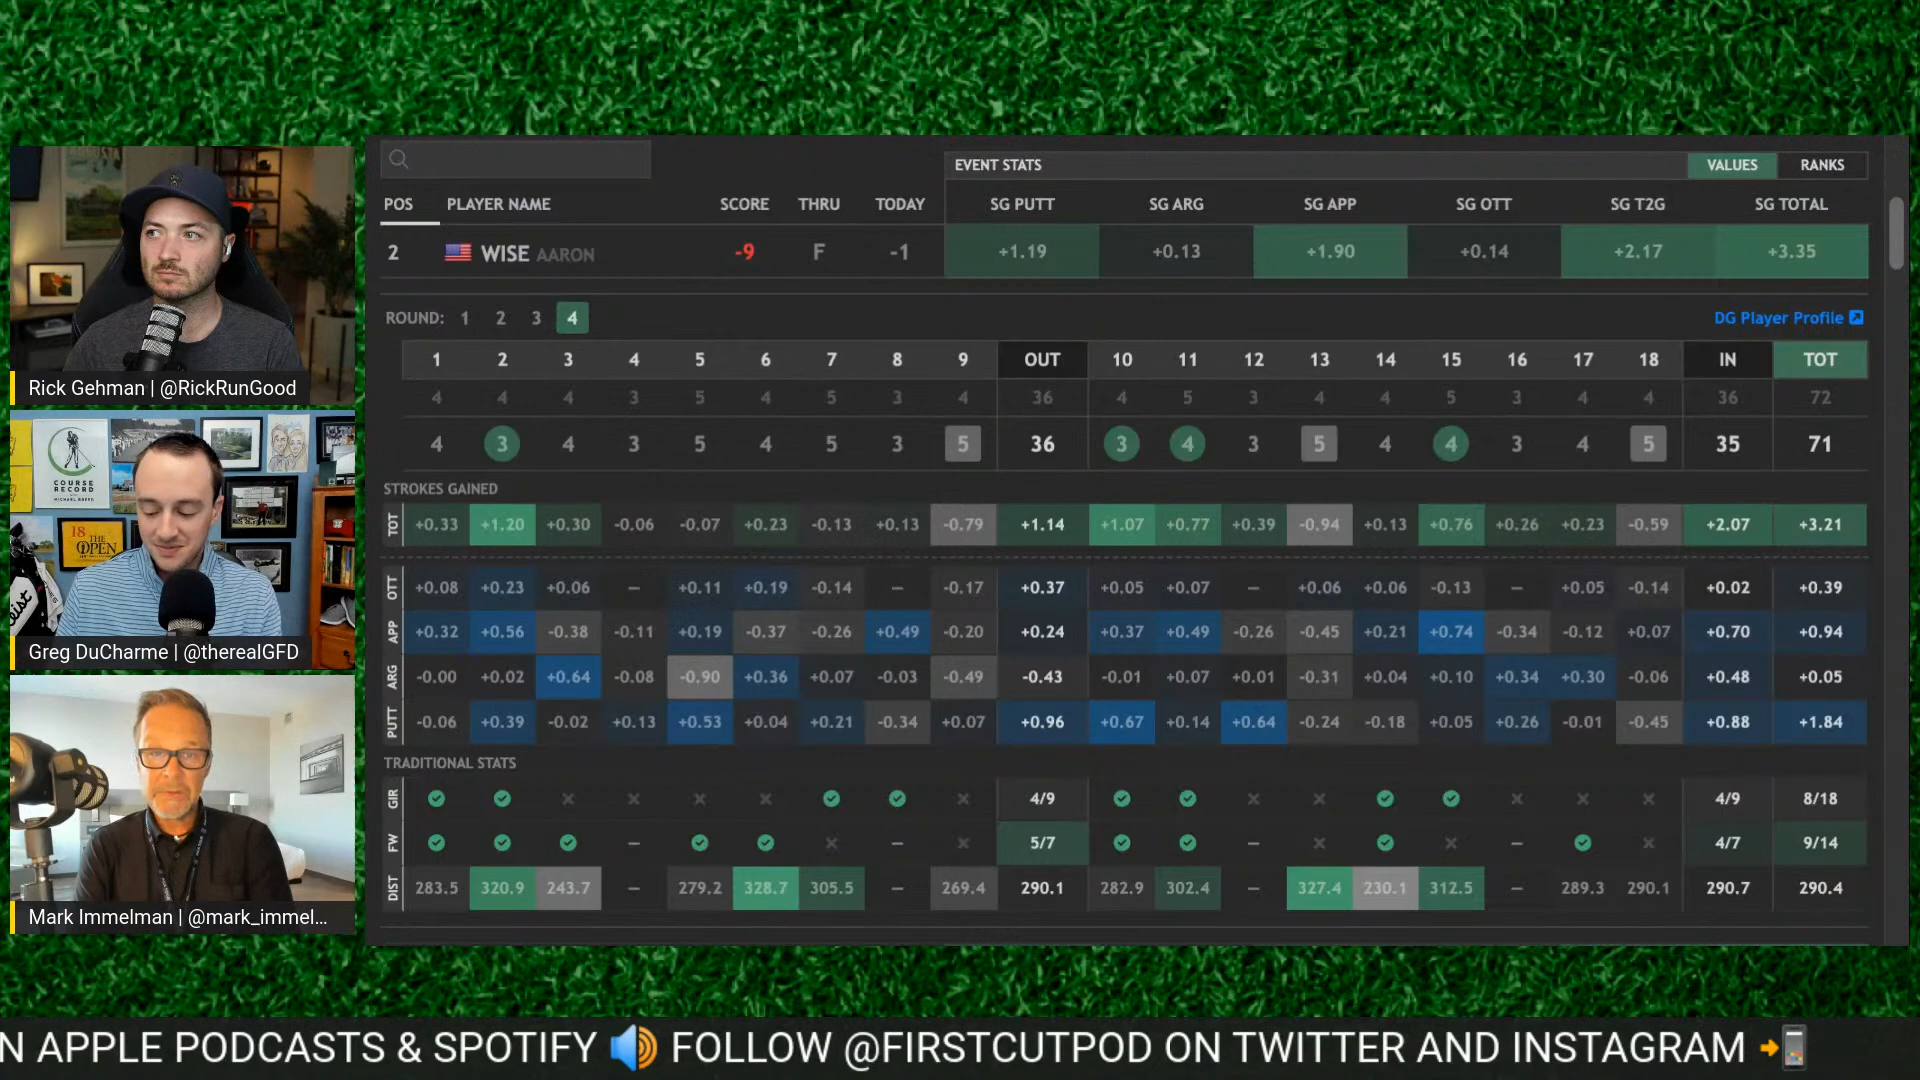 EVENT STATS VALUES RANKS
POS PLAYER NAME SCORE THRU TODAY SG PUTT SG ARG SG APP SG OTT SG T2G SG TOTAL
2 WISE AARON -9 F -1 +1.19 +0.13 +1.90 +0.14 +2.17 +3.35
ROUND: 1 2 3 4 DG Player Profile
1 2 3 4 5 6 7 8 9 OUT 10 11 12 13 14 15 16 17 18 IN TOT
4 4 4 3 5 4 5 3 4 36 4 5 3 4 4 5 3 4 4 36 72
4 3 4 3 5 4 5 3 5 36 3 4 3 5 4 4 3 4 5 35 71
STROKES GAINED
TOT +0.33 +1.20 +0.30 -0.06 -0.07 +0.23 -0.13 +0.13 -0.79 +1.14 +1.07 +0.77 +0.39 -0.94 +0.13 +0.76 +0.26 +0.23 -0.59 +2.07 +3.21
OTT +0.08 +0.23 +0.06 — +0.11 +0.19 -0.14 — -0.17 +0.37 +0.05 +0.07 — +0.06 +0.06 -0.13 — +0.05 -0.14 +0.02 +0.39
APP +0.32 +0.56 -0.38 -0.11 +0.19 -0.37 -0.26 +0.49 -0.20 +0.24 +0.37 +0.49 -0.26 -0.45 +0.21 +0.74 -0.34 -0.12 +0.07 +0.70 +0.94
ARG -0.00 +0.02 +0.64 -0.08 -0.90 +0.36 +0.07 -0.03 -0.49 -0.43 -0.01 +0.07 +0.01 -0.31 +0.04 +0.10 +0.34 +0.30 -0.06 +0.48 +0.05
PUTT -0.06 +0.39 -0.02 +0.13 +0.53 +0.04 +0.21 -0.34 +0.07 +0.96 +0.67 +0.14 +0.64 -0.24 -0.18 +0.05 +0.26 -0.01 -0.45 +0.88 +1.84
TRADITIONAL STATS
GIR 4/9 4/9 8/18
FW — — 5/7 — — 4/7 9/14
DIST 283.5 320.9 243.7 — 279.2 328.7 305.5 — 269.4 290.1 282.9 302.4 — 327.4 230.1 312.5 — 289.3 290.1 290.7 290.4
Rick Gehman | @RickRunGood
COURSE
RECORD
18
THE
OPEN
Greg DuCharme | @therealGFD
Mark Immelman | @mark_immel...
N APPLE PODCASTS & SPOTIFY 🔊 FOLLOW @FIRSTCUTPOD ON TWITTER AND INSTAGRAM 📲